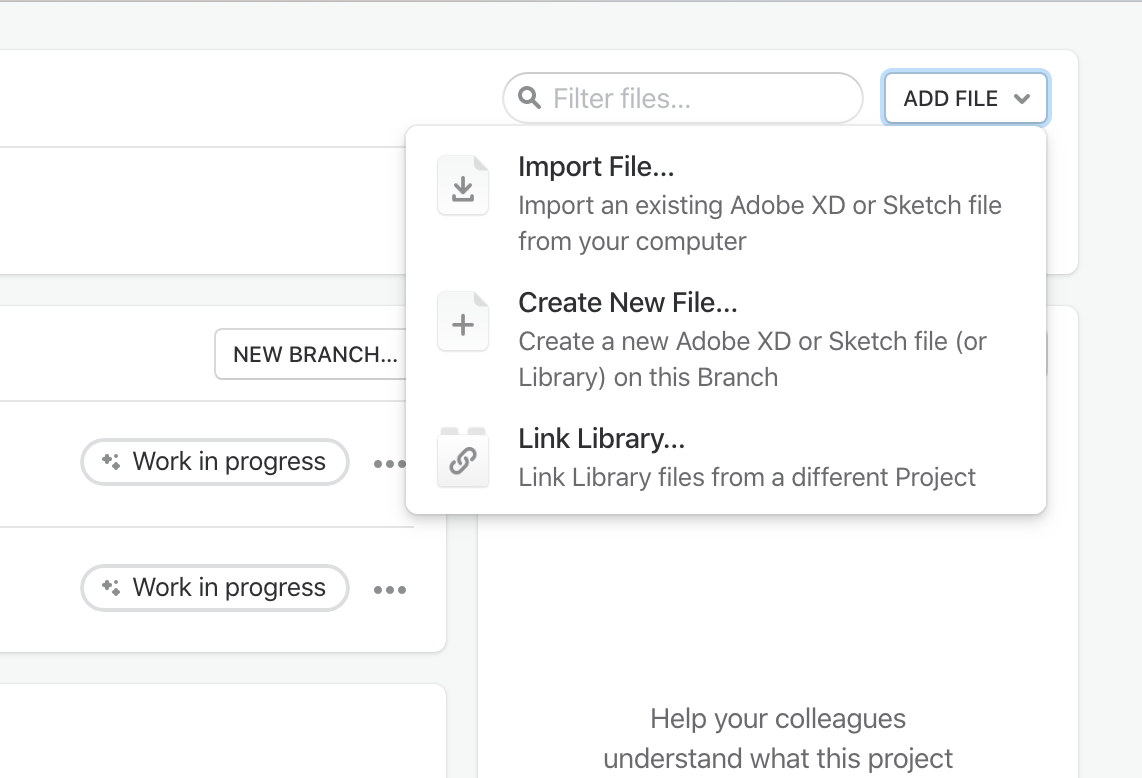 Filter files...
ADD FILE
Import File...
Import an existing Adobe XD or Sketch file
from your computer
Create New File...
Create a new Adobe XD or Sketch file (or
Library) on this Branch
Link Library...
Link Library files from a different Project
NEW BRANCH...
Work in progress
Work in progress
Help your colleagues
understand what this project